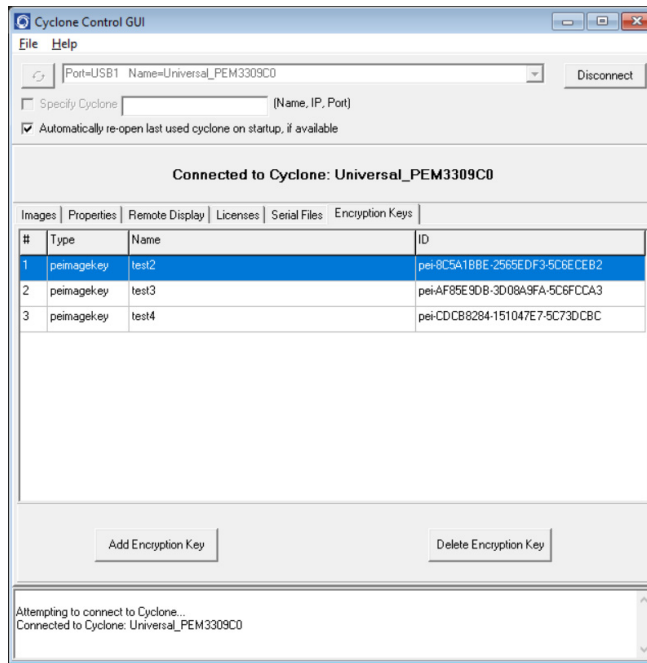 Cyclone Control GUI
File Help
Port=USB1 Name=Universal_PEM3309C0
Disconnect
Specify Cyclone (Name, IP, Port)
Automatically re-open last used cyclone on startup, if available
Connected to Cyclone: Universal_PEM3309C0
Images Properties Remote Display Licenses Serial Files Encryption Keys
# Type Name ID
1 peimagekey test2 pei-8C5A1BBE-2565EDF3-5C6ECEB2
2 peimagekey test3 pei-AF85E9DB-3D08A9FA-5C6FCCA3
3 peimagekey test4 pei-CDCB8284-151047E7-5C73DCBC
Add Encryption Key Delete Encryption Key
Attempting to connect to Cyclone...
Connected to Cyclone: Universal_PEM3309C0